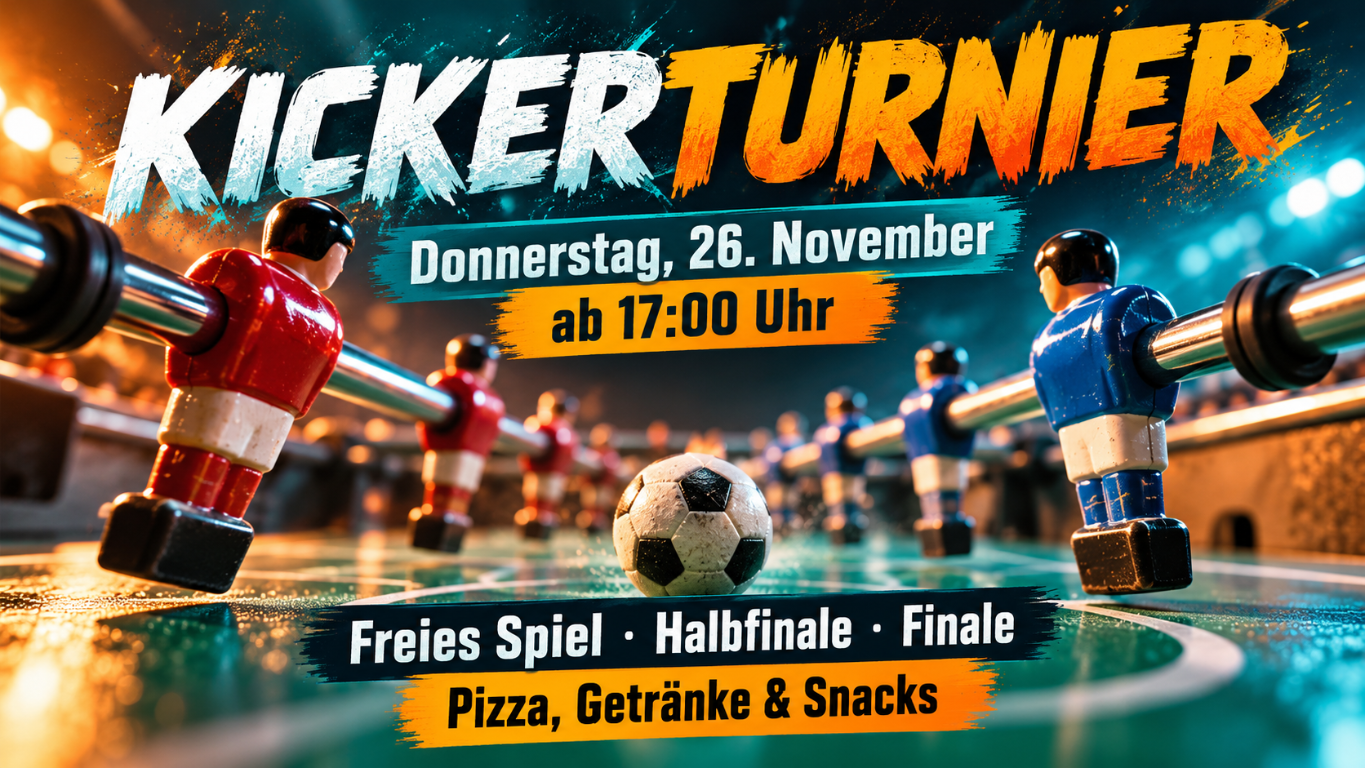 KICKERTURNIER
Donnerstag, 26. November
ab 17:00 Uhr
Freies Spiel · Halbfinale · Finale
Pizza, Getränke & Snacks